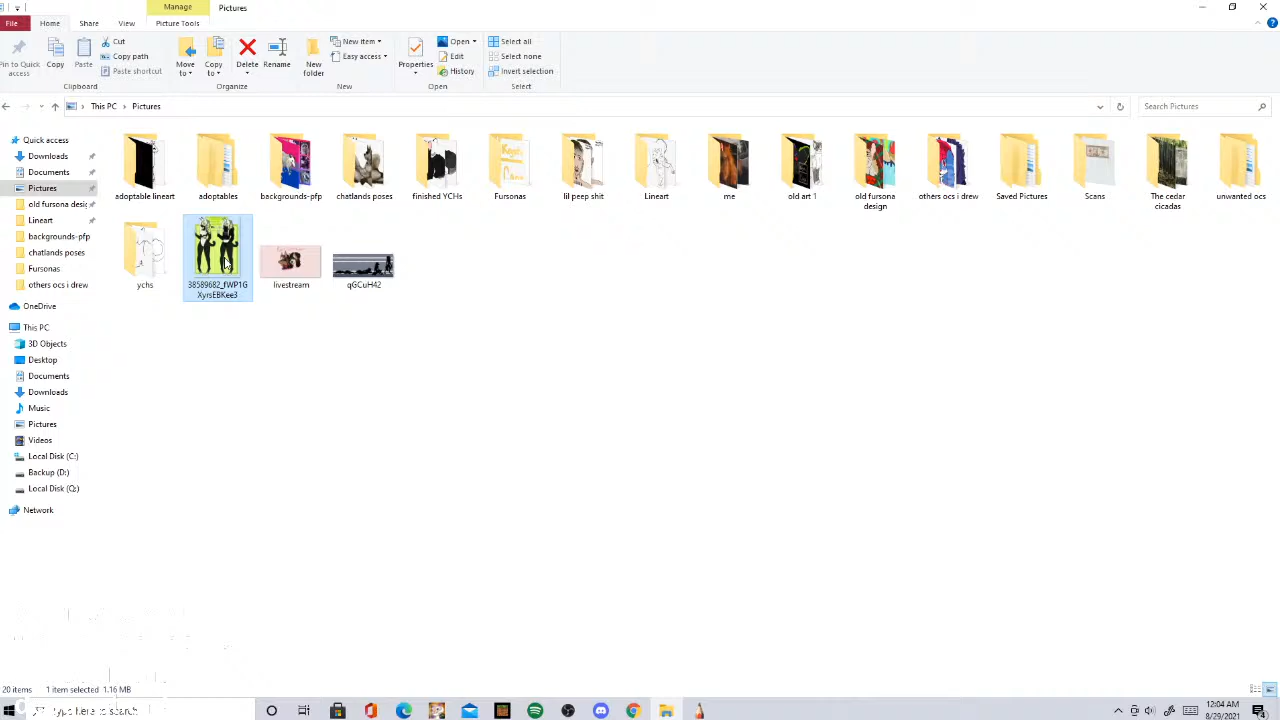 Manage
Pictures
File
Home
Share
View
Picture Tools
Pin to Quick access
Copy
Paste
Cut
Copy path
Paste shortcut
Clipboard
Move to
Copy to
Delete
Rename
Organize
New folder
New item
Easy access
New
Properties
Open
Edit
History
Open
Select all
Select none
Invert selection
Select
This PC
Pictures
Search Pictures
Quick access
Downloads
Documents
Pictures
old fursona desig
Lineart
backgrounds-pfp
chatlands poses
Fursonas
others ocs i drew
OneDrive
This PC
3D Objects
Desktop
Documents
Downloads
Music
Pictures
Videos
Local Disk (C:)
Backup (D:)
Local Disk (Q:)
Network
adoptable lineart
adoptables
backgrounds-pfp
chatlands poses
finished YCHs
Fursonas
lil peep shit
Lineart
me
old art 1
old fursona design
others ocs i drew
Saved Pictures
Scans
The cedar cicadas
unwanted ocs
ychs
38589682_fWP1G
XyrsEBKee3
livestream
qGCuH42
20 items
1 item selected 1.16 MB
Type here to search
12:04 AM